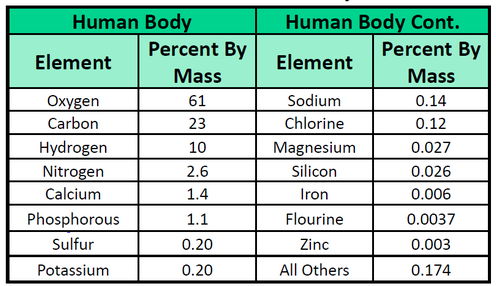 Human Body Human Body Cont.
Element Percent By Mass Element Percent By Mass
Oxygen 61 Sodium 0.14
Carbon 23 Chlorine 0.12
Hydrogen 10 Magnesium 0.027
Nitrogen 2.6 Silicon 0.026
Calcium 1.4 Iron 0.006
Phosphorous 1.1 Flourine 0.0037
Sulfur 0.20 Zinc 0.003
Potassium 0.20 All Others 0.174